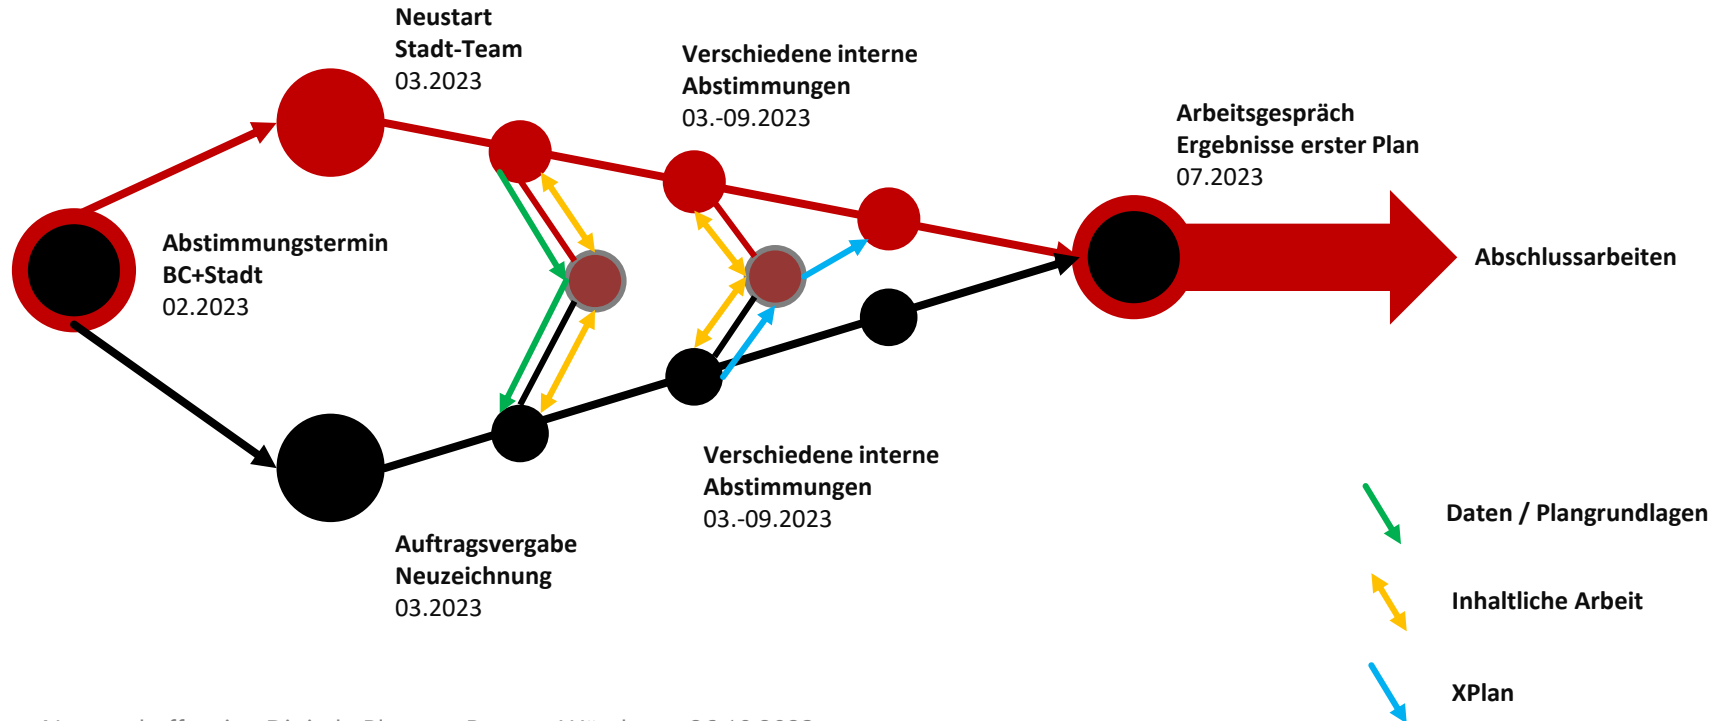 Neustart
Stadt-Team
03.2023
Verschiedene interne
Abstimmungen
03.-09.2023
Arbeitsgespräch
Ergebnisse erster Plan
07.2023
Abstimmungstermin
BC+Stadt
02.2023
Abschlussarbeiten
Verschiedene interne
Abstimmungen
03.-09.2023
Auftragsvergabe
Neuzeichnung
03.2023
Daten / Plangrundlagen
Inhaltliche Arbeit
XPlan